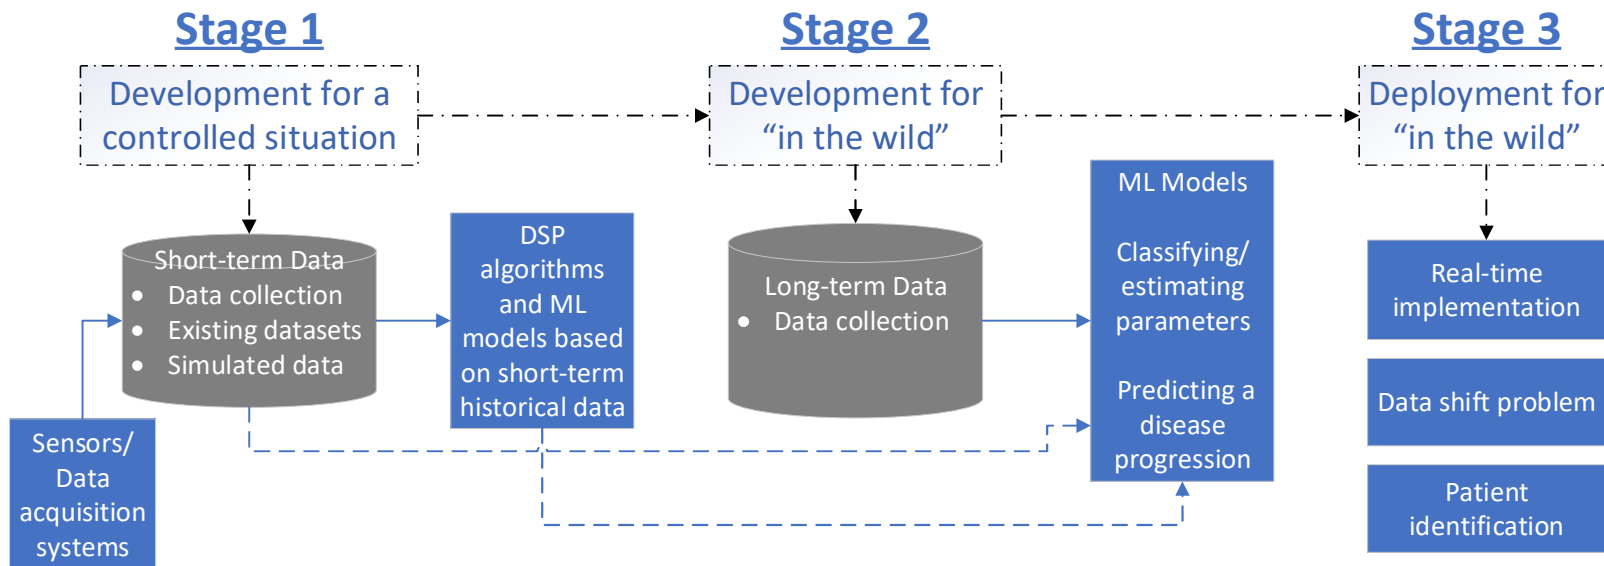 Stage 1
Stage 2
Stage 3
Development for a
controlled situation
Development for
“in the wild”
Deployment for
“in the wild”
Short-term Data
• Data collection
• Existing datasets
• Simulated data
Sensors/
Data
acquisition
systems
DSP
algorithms
and ML
models based
on short-term
historical data
Long-term Data
• Data collection
ML Models
Classifying/
estimating
parameters
Predicting a
disease
progression
Real-time
implementation
Data shift problem
Patient
identification